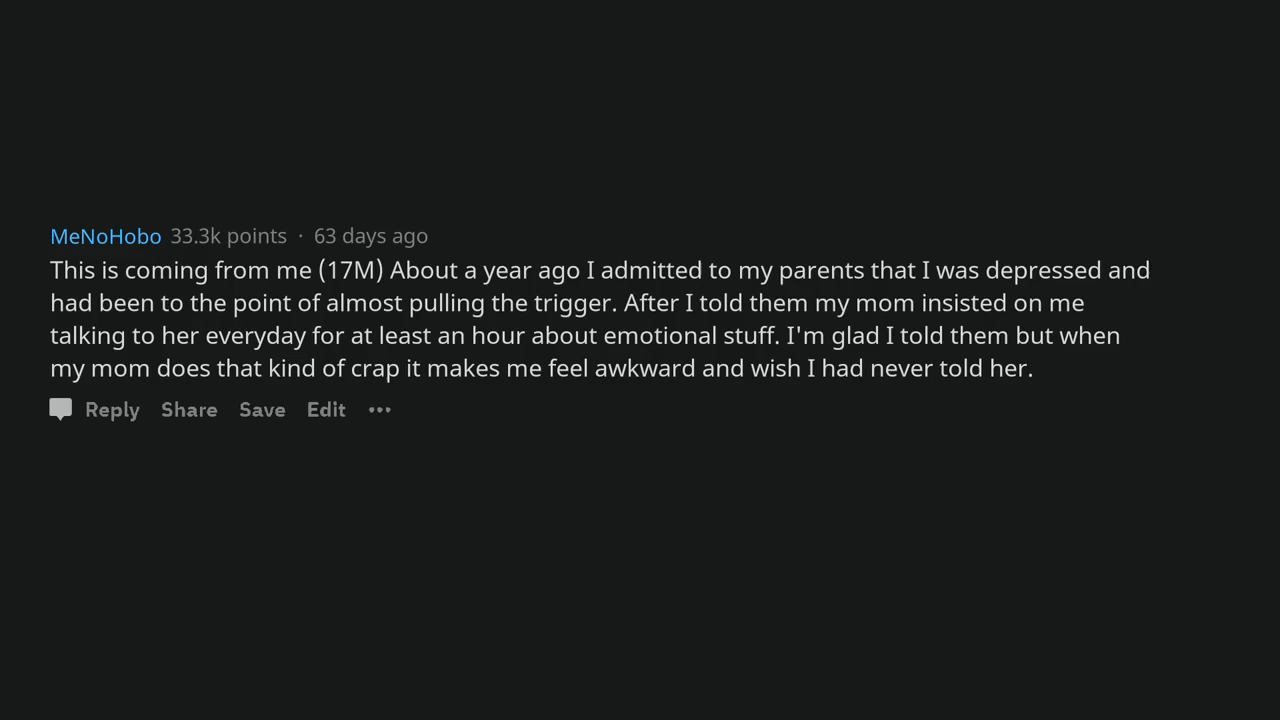 MeNoHobo 33.3k points · 63 days ago
This is coming from me (17M) About a year ago I admitted to my parents that I was depressed and
had been to the point of almost pulling the trigger. After I told them my mom insisted on me
talking to her everyday for at least an hour about emotional stuff. I'm glad I told them but when
my mom does that kind of crap it makes me feel awkward and wish I had never told her.
Reply Share Save Edit •••